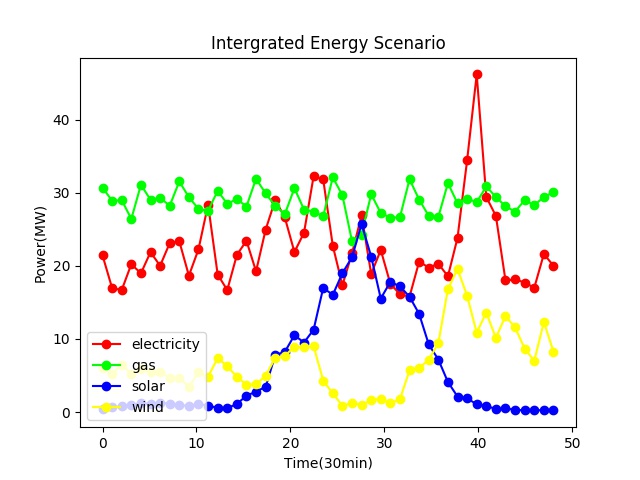 Intergrated Energy Scenario
Power(MW)
40
30
20
10
0
electricity
gas
solar
wind
0 10 20 30 40 50
Time(30min)